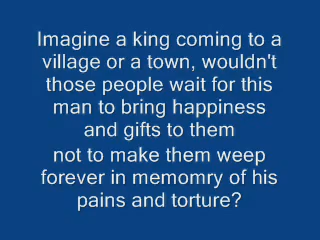 Imagine a king coming to a
village or a town, wouldn't
those people wait for this
man to bring happiness
and gifts to them
not to make them weep
forever in memomry of his
pains and torture?